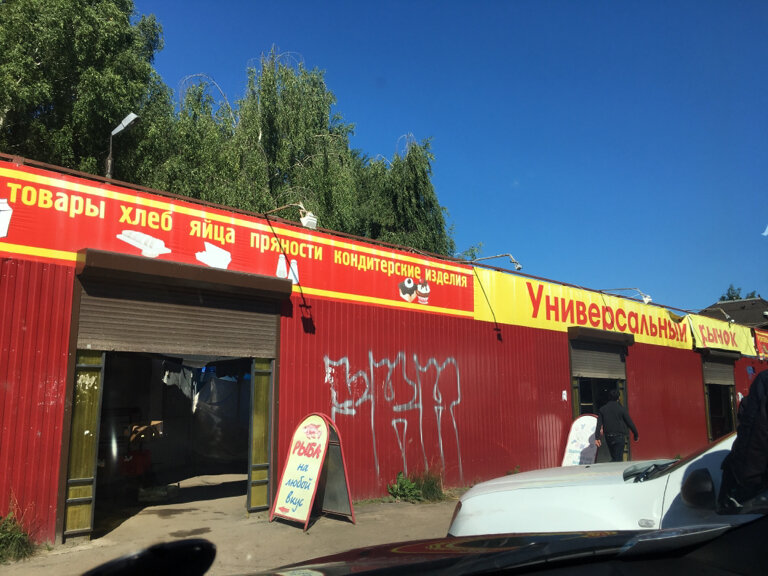 товары хлеб яйца пряности кондитерские изделия
Универсальный рынок
РЫБА
на
любой
вкус